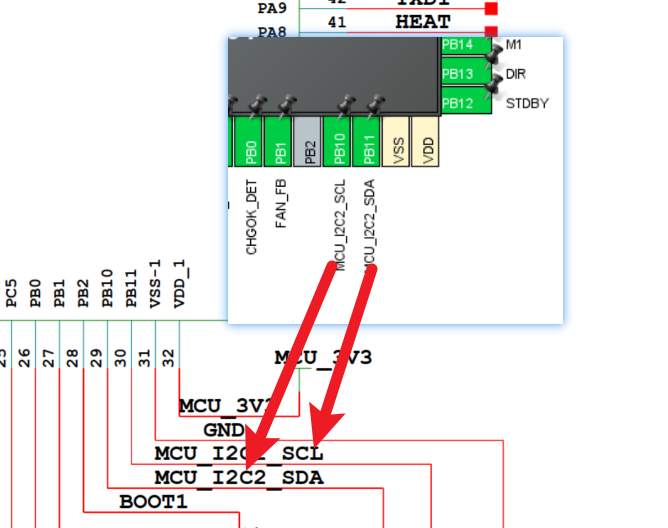 PA9
42
TXD1
PA8
41
HEAT
PB14
M1
PB13
DIR
PB12
STDBY
PB0
PB1
PB2
PB10
PB11
VSS
VDD
CHGOK_DET
FAN_FB
MCU_I2C2_SCL
MCU_I2C2_SDA
PC5
PB0
PB1
PB2
PB10
PB11
VSS-1
VDD_1
25
26
27
28
29
30
31
32
MCU_3V3
MCU_3V3
GND
MCU_I2C2_SCL
MCU_I2C2_SDA
BOOT1